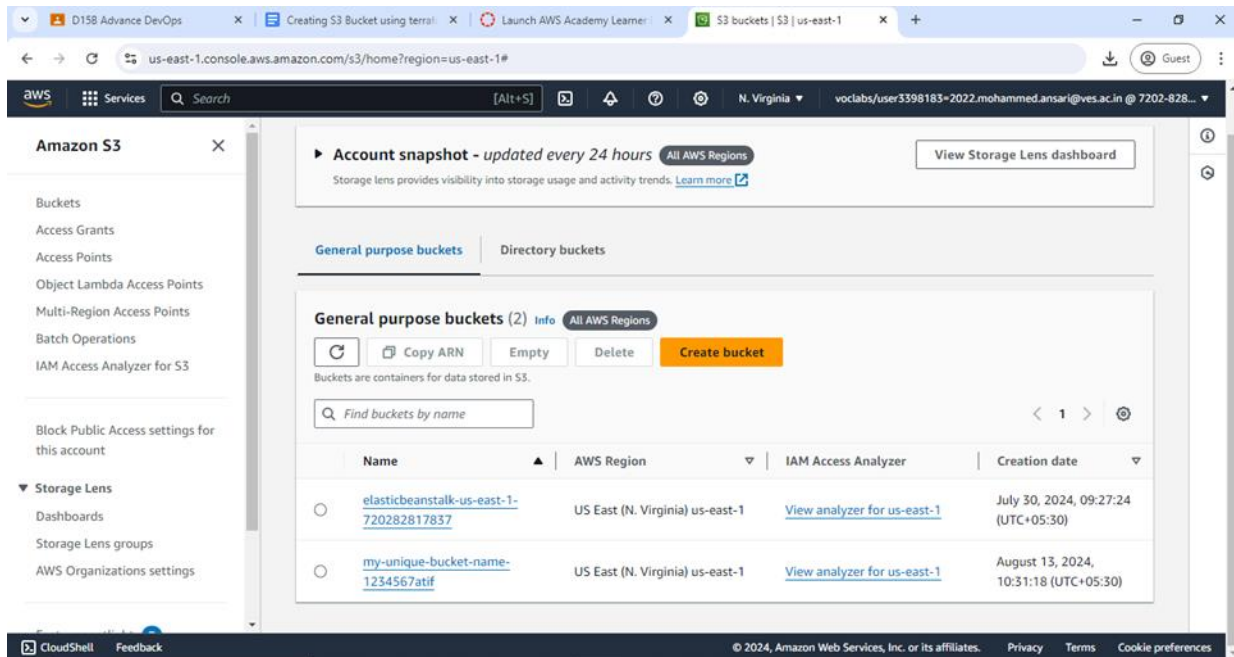 D15B Advance DevOps
Creating S3 Bucket using terraf
Launch AWS Academy Learner
S3 buckets | S3 | us-east-1
us-east-1.console.aws.amazon.com/s3/home?region=us-east-1#
Guest
aws
Services
Search
[Alt+S]
N. Virginia
voclabs/user3398183=2022.mohammed.ansari@ves.ac.in @ 7202-828...
Amazon S3
Buckets
Access Grants
Access Points
Object Lambda Access Points
Multi-Region Access Points
Batch Operations
IAM Access Analyzer for S3
Block Public Access settings for
this account
Storage Lens
Dashboards
Storage Lens groups
AWS Organizations settings
Account snapshot - updated every 24 hours All AWS Regions
Storage lens provides visibility into storage usage and activity trends. Learn more
View Storage Lens dashboard
General purpose buckets
Directory buckets
General purpose buckets (2) Info All AWS Regions
Copy ARN
Empty
Delete
Create bucket
Buckets are containers for data stored in S3.
Find buckets by name
1
Name
AWS Region
IAM Access Analyzer
Creation date
elasticbeanstalk-us-east-1-
720282817837
US East (N. Virginia) us-east-1
View analyzer for us-east-1
July 30, 2024, 09:27:24
(UTC+05:30)
my-unique-bucket-name-
1234567atif
US East (N. Virginia) us-east-1
View analyzer for us-east-1
August 13, 2024,
10:31:18 (UTC+05:30)
CloudShell
Feedback
© 2024, Amazon Web Services, Inc. or its affiliates.
Privacy
Terms
Cookie preferences